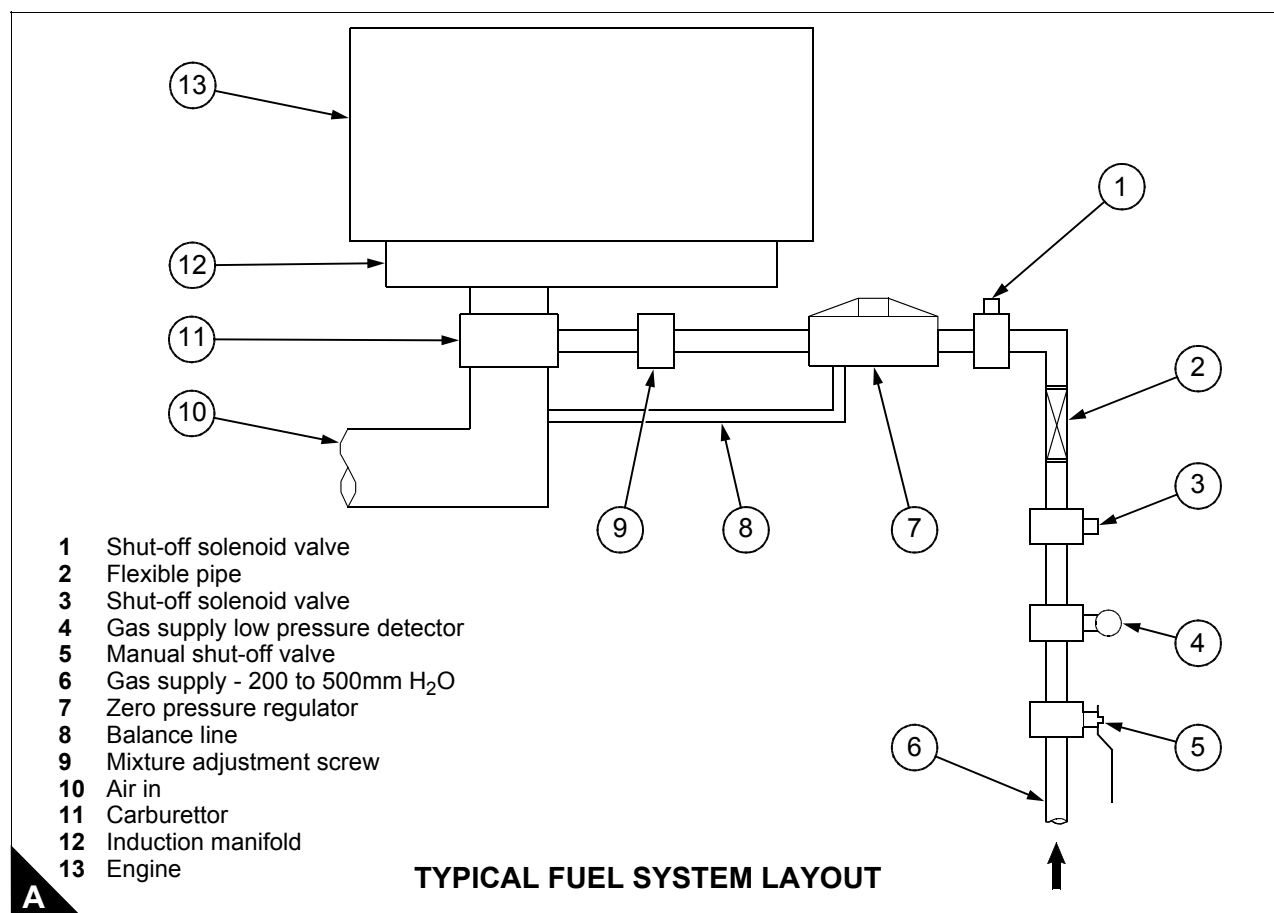 13
1
12
11
2
10
3
9
8
7
4
6
5
1 Shut-off solenoid valve
2 Flexible pipe
3 Shut-off solenoid valve
4 Gas supply low pressure detector
5 Manual shut-off valve
6 Gas supply - 200 to 500mm H₂O
7 Zero pressure regulator
8 Balance line
9 Mixture adjustment screw
10 Air in
11 Carburettor
12 Induction manifold
13 Engine
TYPICAL FUEL SYSTEM LAYOUT
A